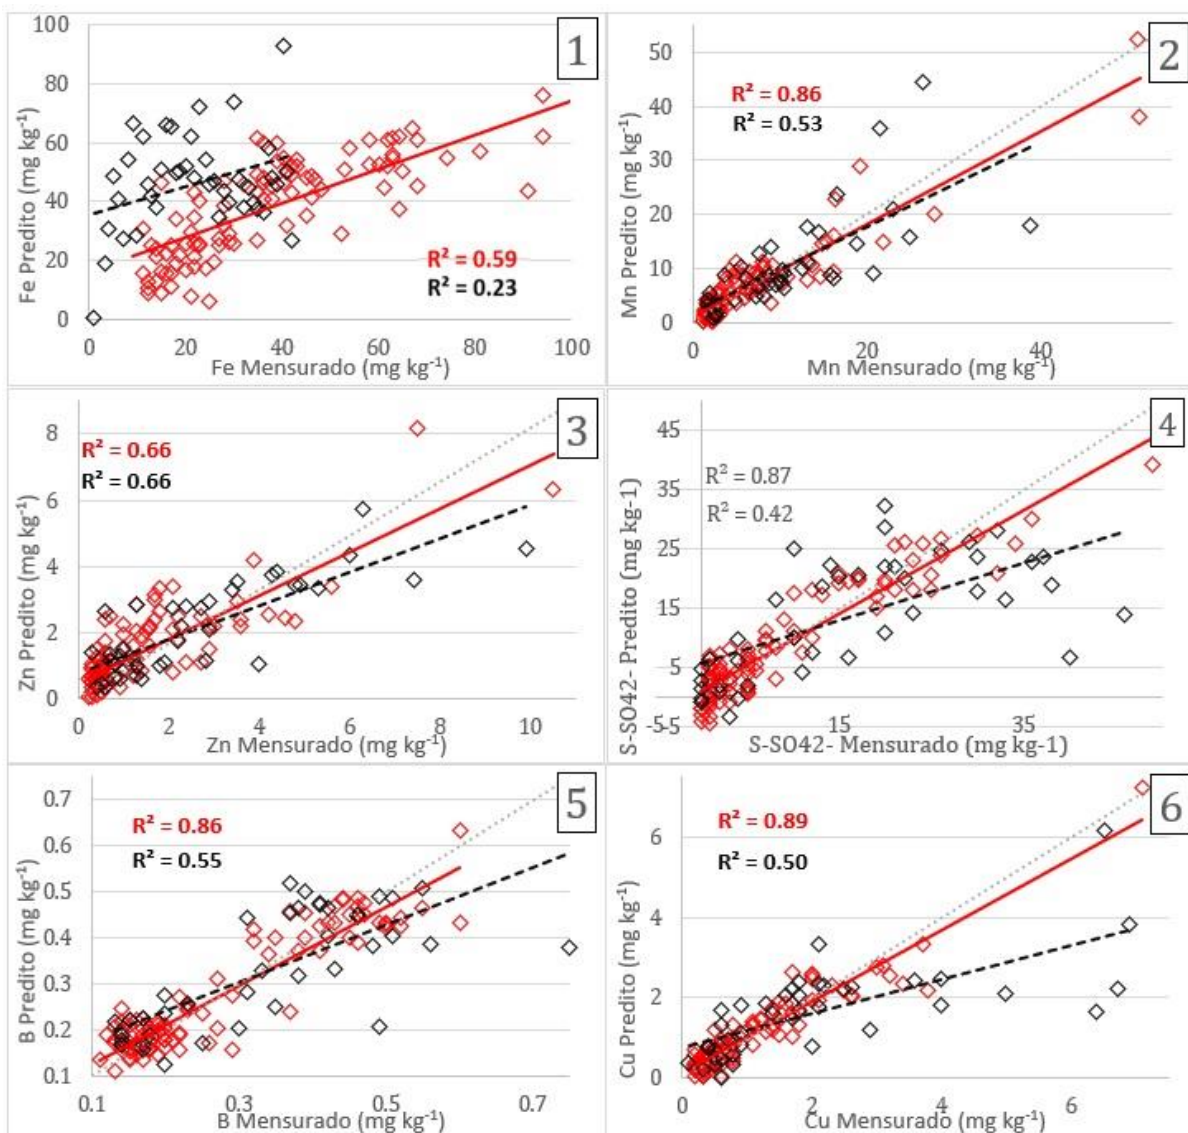 1
100
80
60
40
20
0
Fe Predito (mg kg⁻¹)
R² = 0.59
R² = 0.23
0 20 40 60 80 100
Fe Mensurado (mg kg⁻¹)
2
50
40
30
20
10
0
Mn Predito (mg kg⁻¹)
R² = 0.86
R² = 0.53
0 20 40
Mn Mensurado (mg kg⁻¹)
3
8
6
4
2
0
Zn Predito (mg kg⁻¹)
R² = 0.66
R² = 0.66
0 2 4 6 8 10
Zn Mensurado (mg kg⁻¹)
4
45
35
25
15
5
-5
S-SO42- Predito (mg kg-1)
R² = 0.87
R² = 0.42
-5 15 35
S-SO42- Mensurado (mg kg-1)
5
0.7
0.6
0.5
0.4
0.3
0.2
0.1
B Predito (mg kg⁻¹)
R² = 0.86
R² = 0.55
0.1 0.3 0.5 0.7
B Mensurado (mg kg⁻¹)
6
6
4
2
0
Cu Predito (mg kg⁻¹)
R² = 0.89
R² = 0.50
0 2 4 6
Cu Mensurado (mg kg⁻¹)